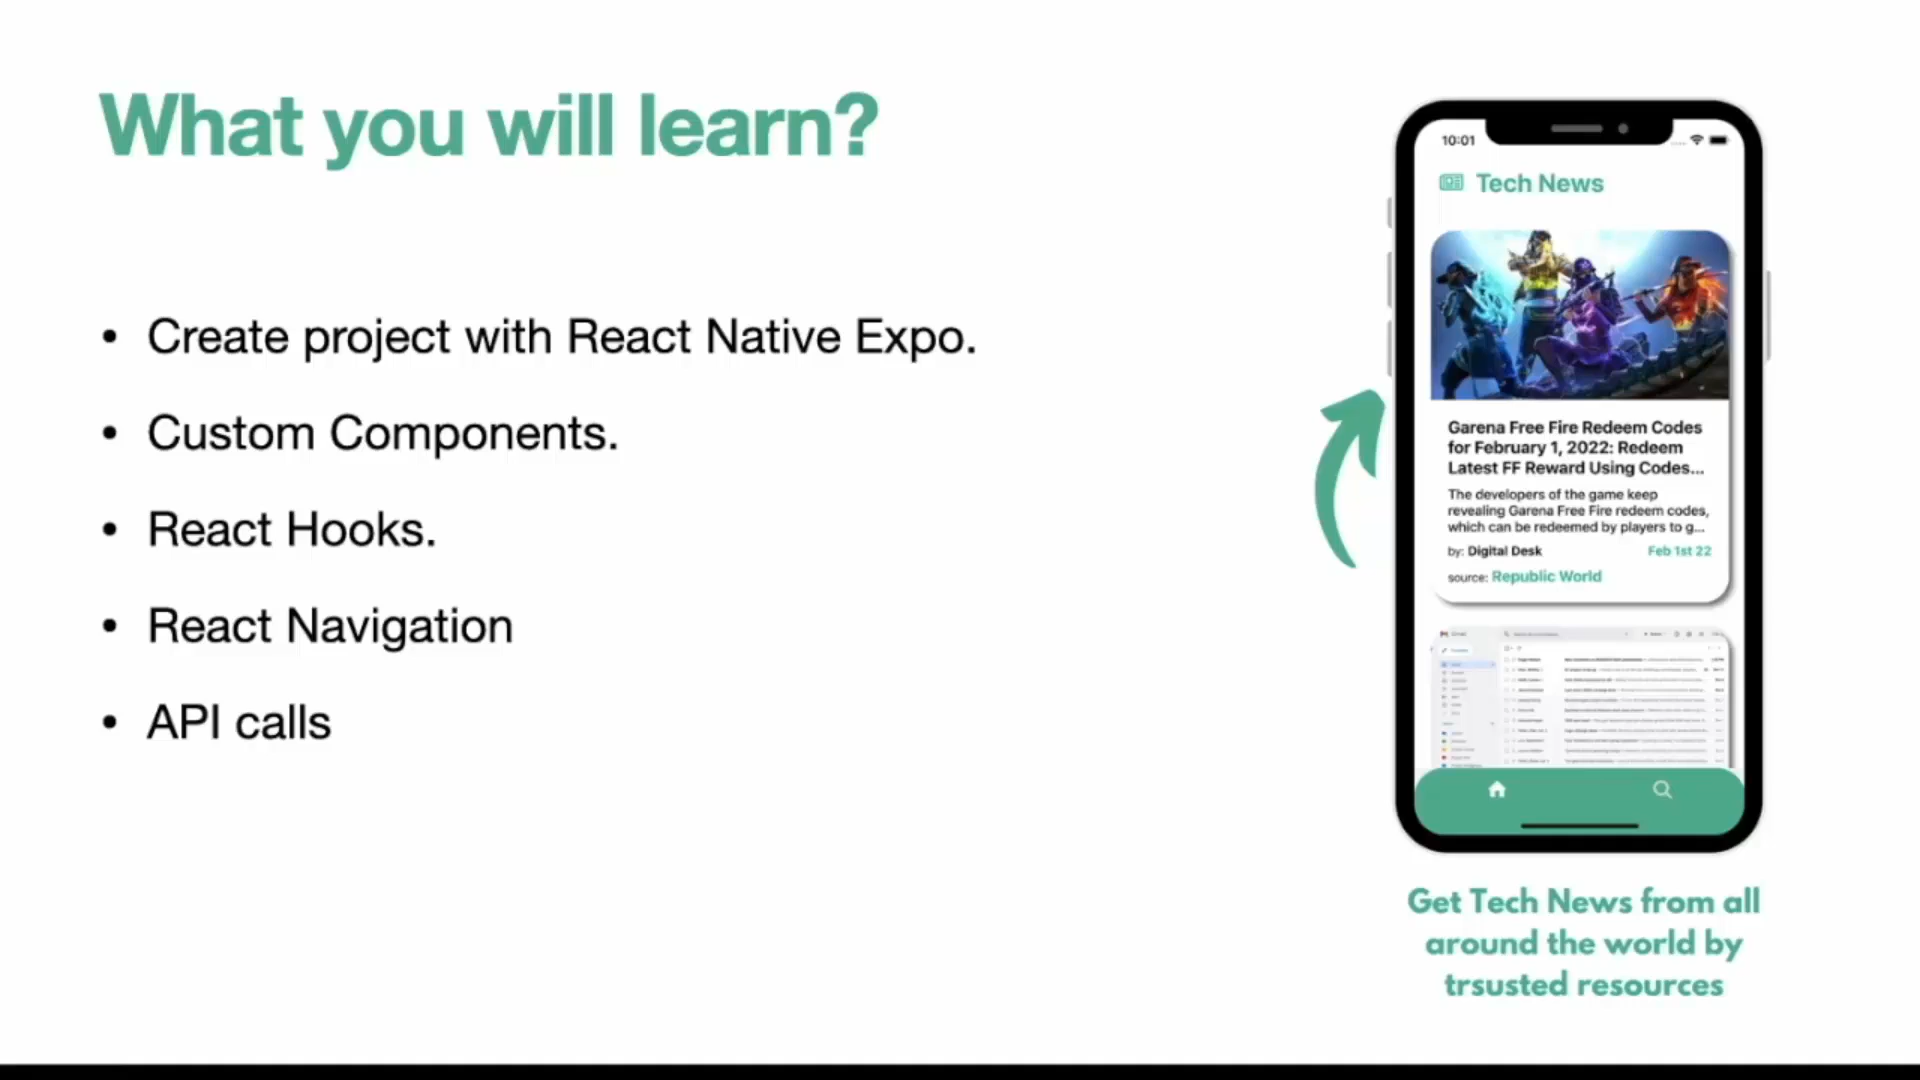 What you will learn?
• Create project with React Native Expo.
• Custom Components.
• React Hooks.
• React Navigation
• API calls
10:01
Tech News
Garena Free Fire Redeem Codes
for February 1, 2022: Redeem
Latest FF Reward Using Codes...
The developers of the game keep
revealing Garena Free Fire redeem codes,
which can be redeemed by players to g...
by: Digital Desk Feb 1st 22
source: Republic World
Get Tech News from all
around the world by
trsusted resources